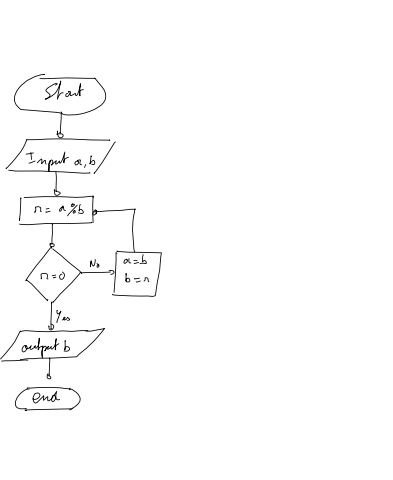 Start
Input a, b
r = a % b
r = 0
No
a = b
b = r
Yes
output b
end